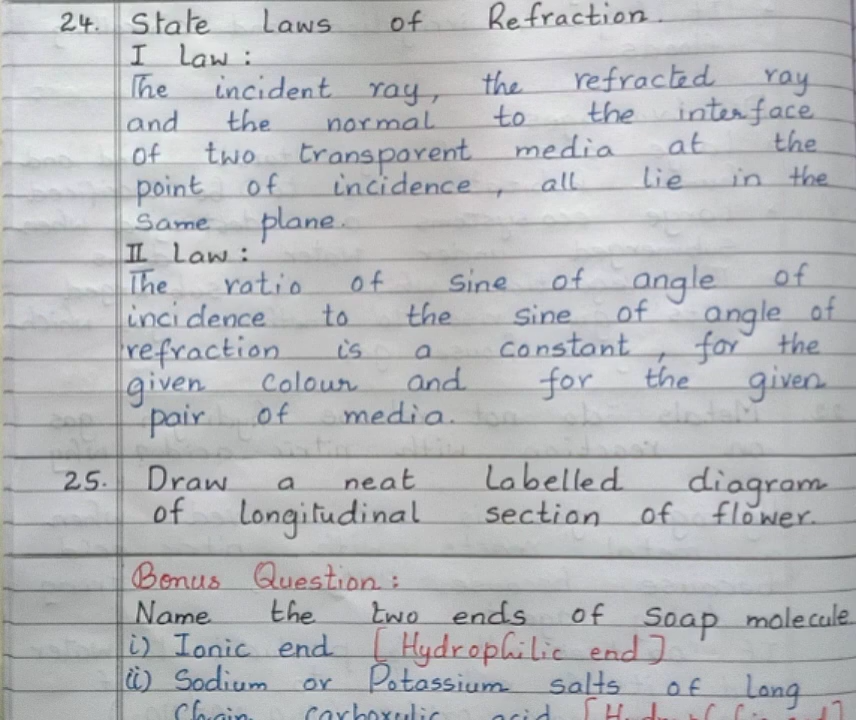 24. State Laws of Refraction.
I Law :
The incident ray, the refracted ray
and the normal to the interface
of two transparent media at the
point of incidence, all lie in the
same plane.
II Law :
The ratio of sine of angle of
incidence to the sine of angle of
refraction is a constant, for the
given colour and for the given
pair of media.
25. Draw a neat Labelled diagram
of Longitudinal section of flower.
Bonus Question :
Name the two ends of Soap molecule
i) Ionic end [Hydrophilic end]
ii) Sodium or Potassium salts of long
Chain carboxylic acid